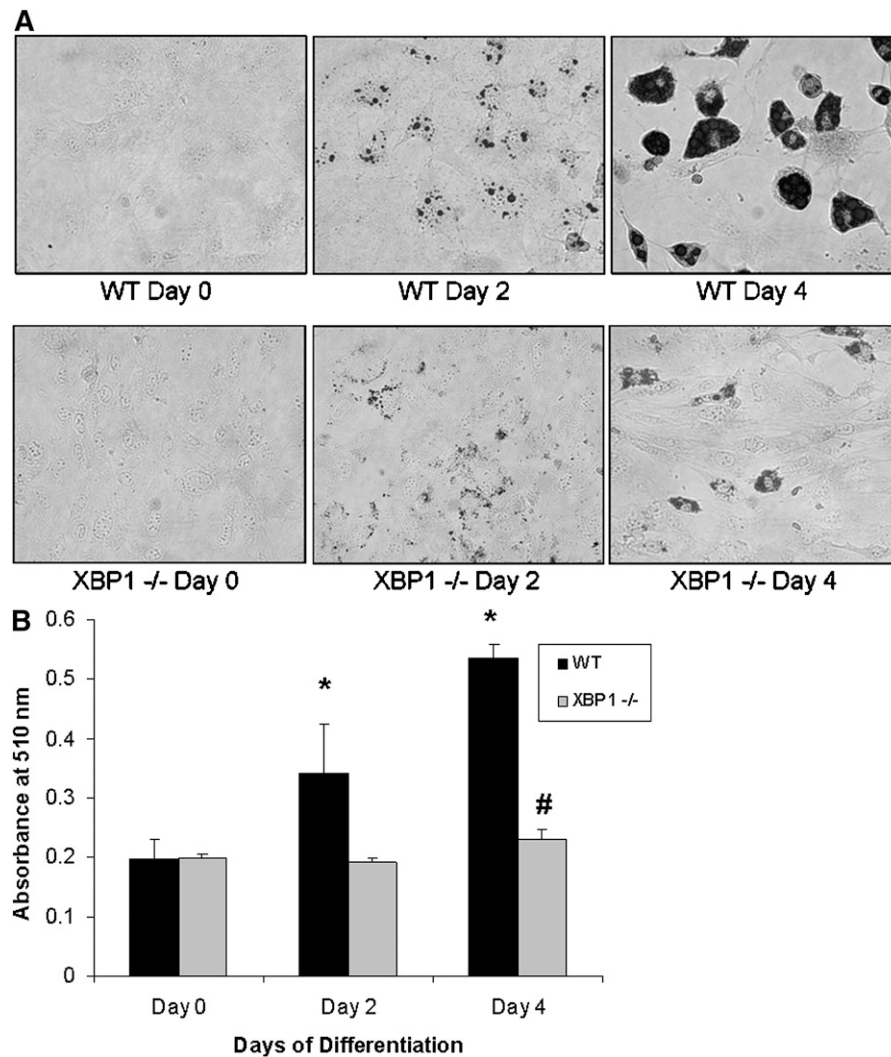 A
WT Day 0
WT Day 2
WT Day 4
XBP1 -/- Day 0
XBP1 -/- Day 2
XBP1 -/- Day 4
B
0.6
0.5
0.4
0.3
0.2
0.1
0
Absorbance at 510 nm
*
*
#
WT
XBP1 -/-
Day 0
Day 2
Day 4
Days of Differentiation